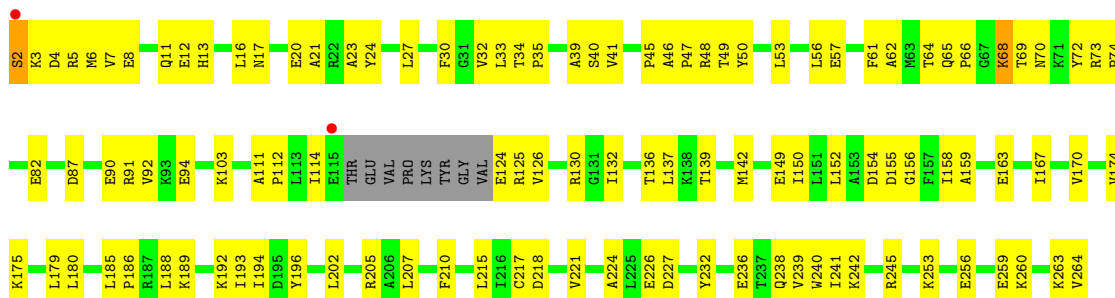 S2 K3 D4 R5 M6 V7 E8 Q11 E12 H13 L16 N17 E20 A21 R22 A23 Y24 L27 F30 G31 V32 L33 T34 P35 A39 S40 V41 P45 A46 P47 R48 T49 Y50 L53 L56 E57 F61 A62 M63 T64 Q65 P66 G67 K68 T69 N70 K71 Y72 R73
E82 D87 E90 R91 V92 K93 E94 K103 A111 P112 L113 I114 E115 THR GLU VAL PRO LYS TYR GLY VAL E124 R125 V126 R130 G131 I132 T136 L137 K138 T139 M142 E149 I150 L151 L152 A153 D154 D155 G156 F157 I158 A159 E163 I167 V170
K175 L179 L180 L185 P186 R187 L188 K189 K192 I193 I194 D195 Y196 L202 R205 A206 L207 F210 L215 I216 C217 D218 V221 A224 L225 E226 D227 Y232 E236 T237 Q238 V239 W240 I241 K242 R245 K253 E256 E259 K260 K263 V264